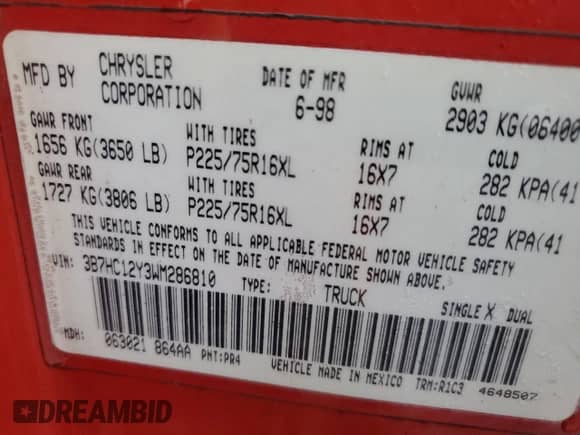 MFD BY CHRYSLER CORPORATION DATE OF MFR 6-98 GVWR 2903 KG(06400
GAWR FRONT WITH TIRES RIMS AT COLD
1656 KG(3650 LB) P225/75R16XL 16X7 282 KPA(41
GAWR REAR WITH TIRES RIMS AT COLD
1727 KG(3806 LB) P225/75R16XL 16X7 282 KPA(41
THIS VEHICLE CONFORMS TO ALL APPLICABLE FEDERAL MOTOR VEHICLE SAFETY
STANDARDS IN EFFECT ON THE DATE OF MANUFACTURE SHOWN ABOVE.
VIN: 3B7HC12Y3WM286810 TYPE: TRUCK SINGLE X DUAL
MDH: 063021 864AA PNT:PR4 VEHICLE MADE IN MEXICO TRM:R1C3 4648507
DREAMBID